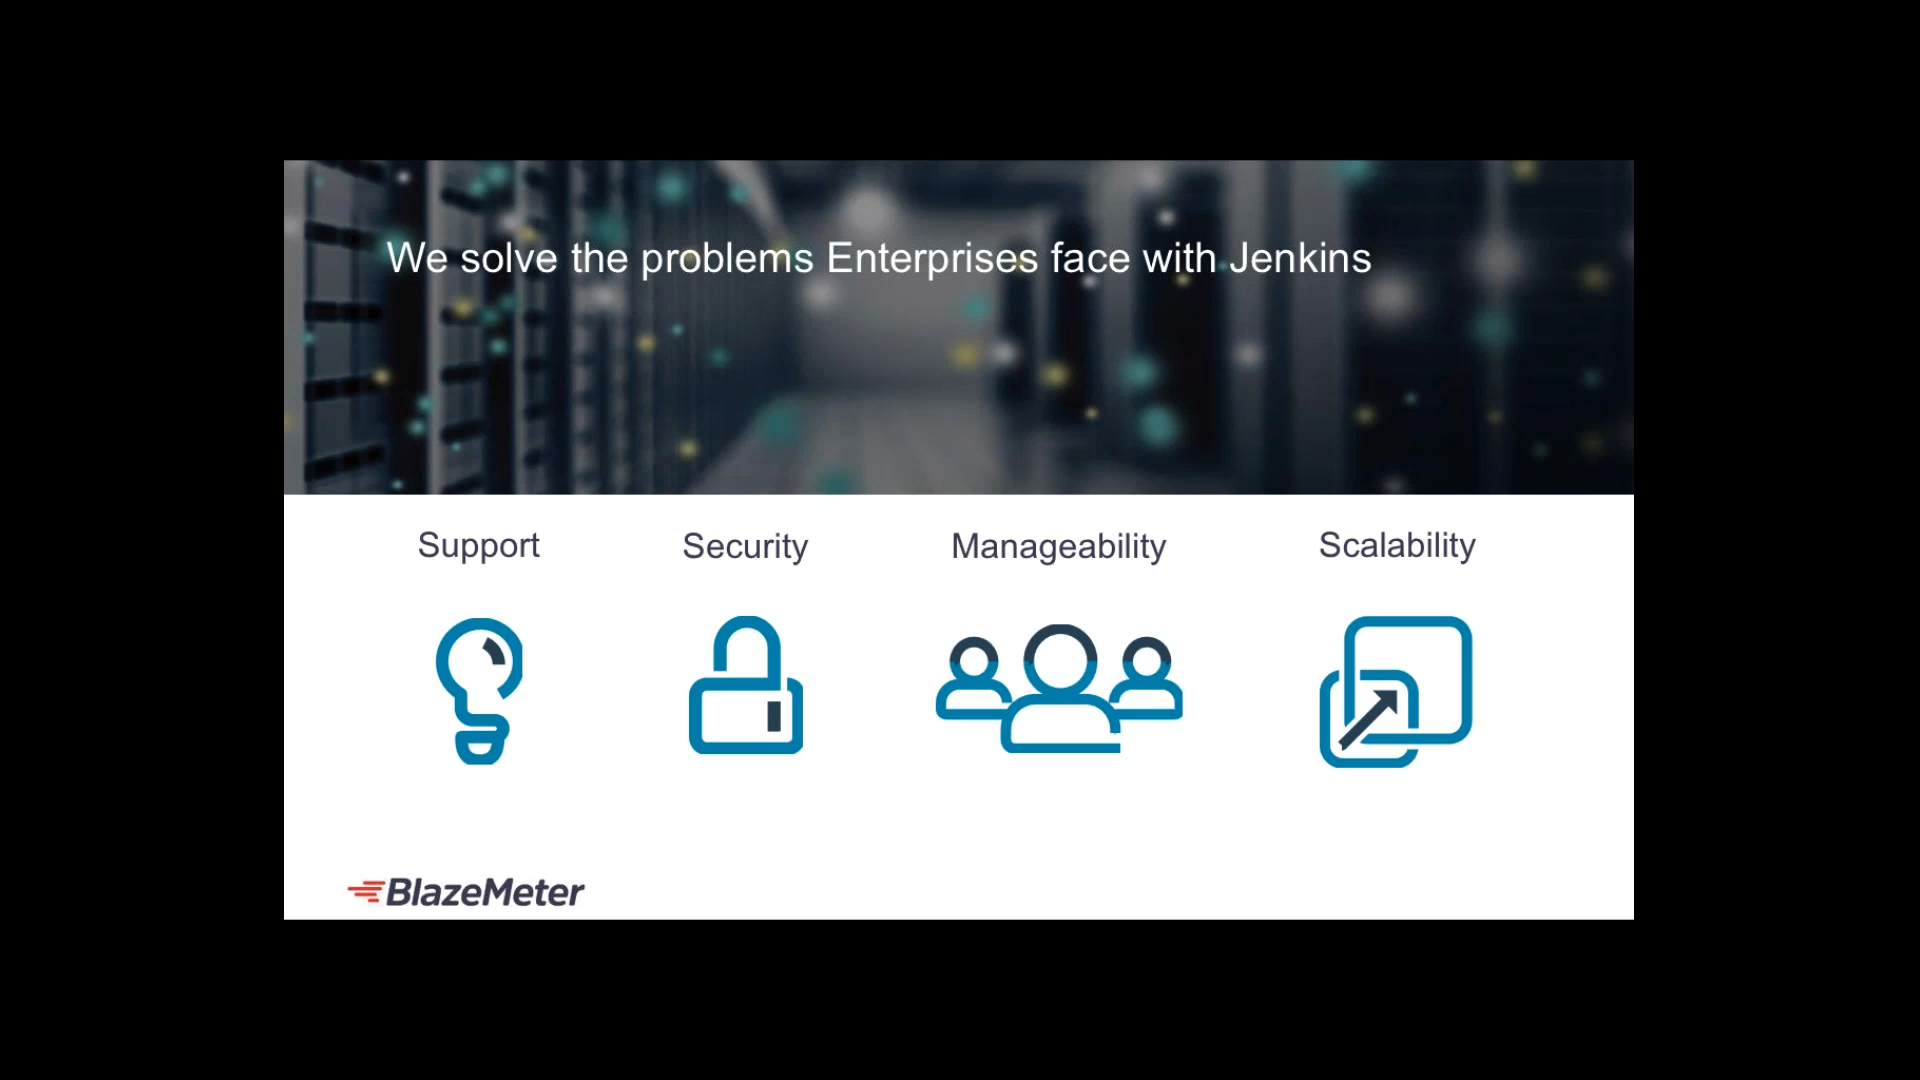 We solve the problems Enterprises face with Jenkins
Support
Security
Manageability
Scalability
BlazeMeter